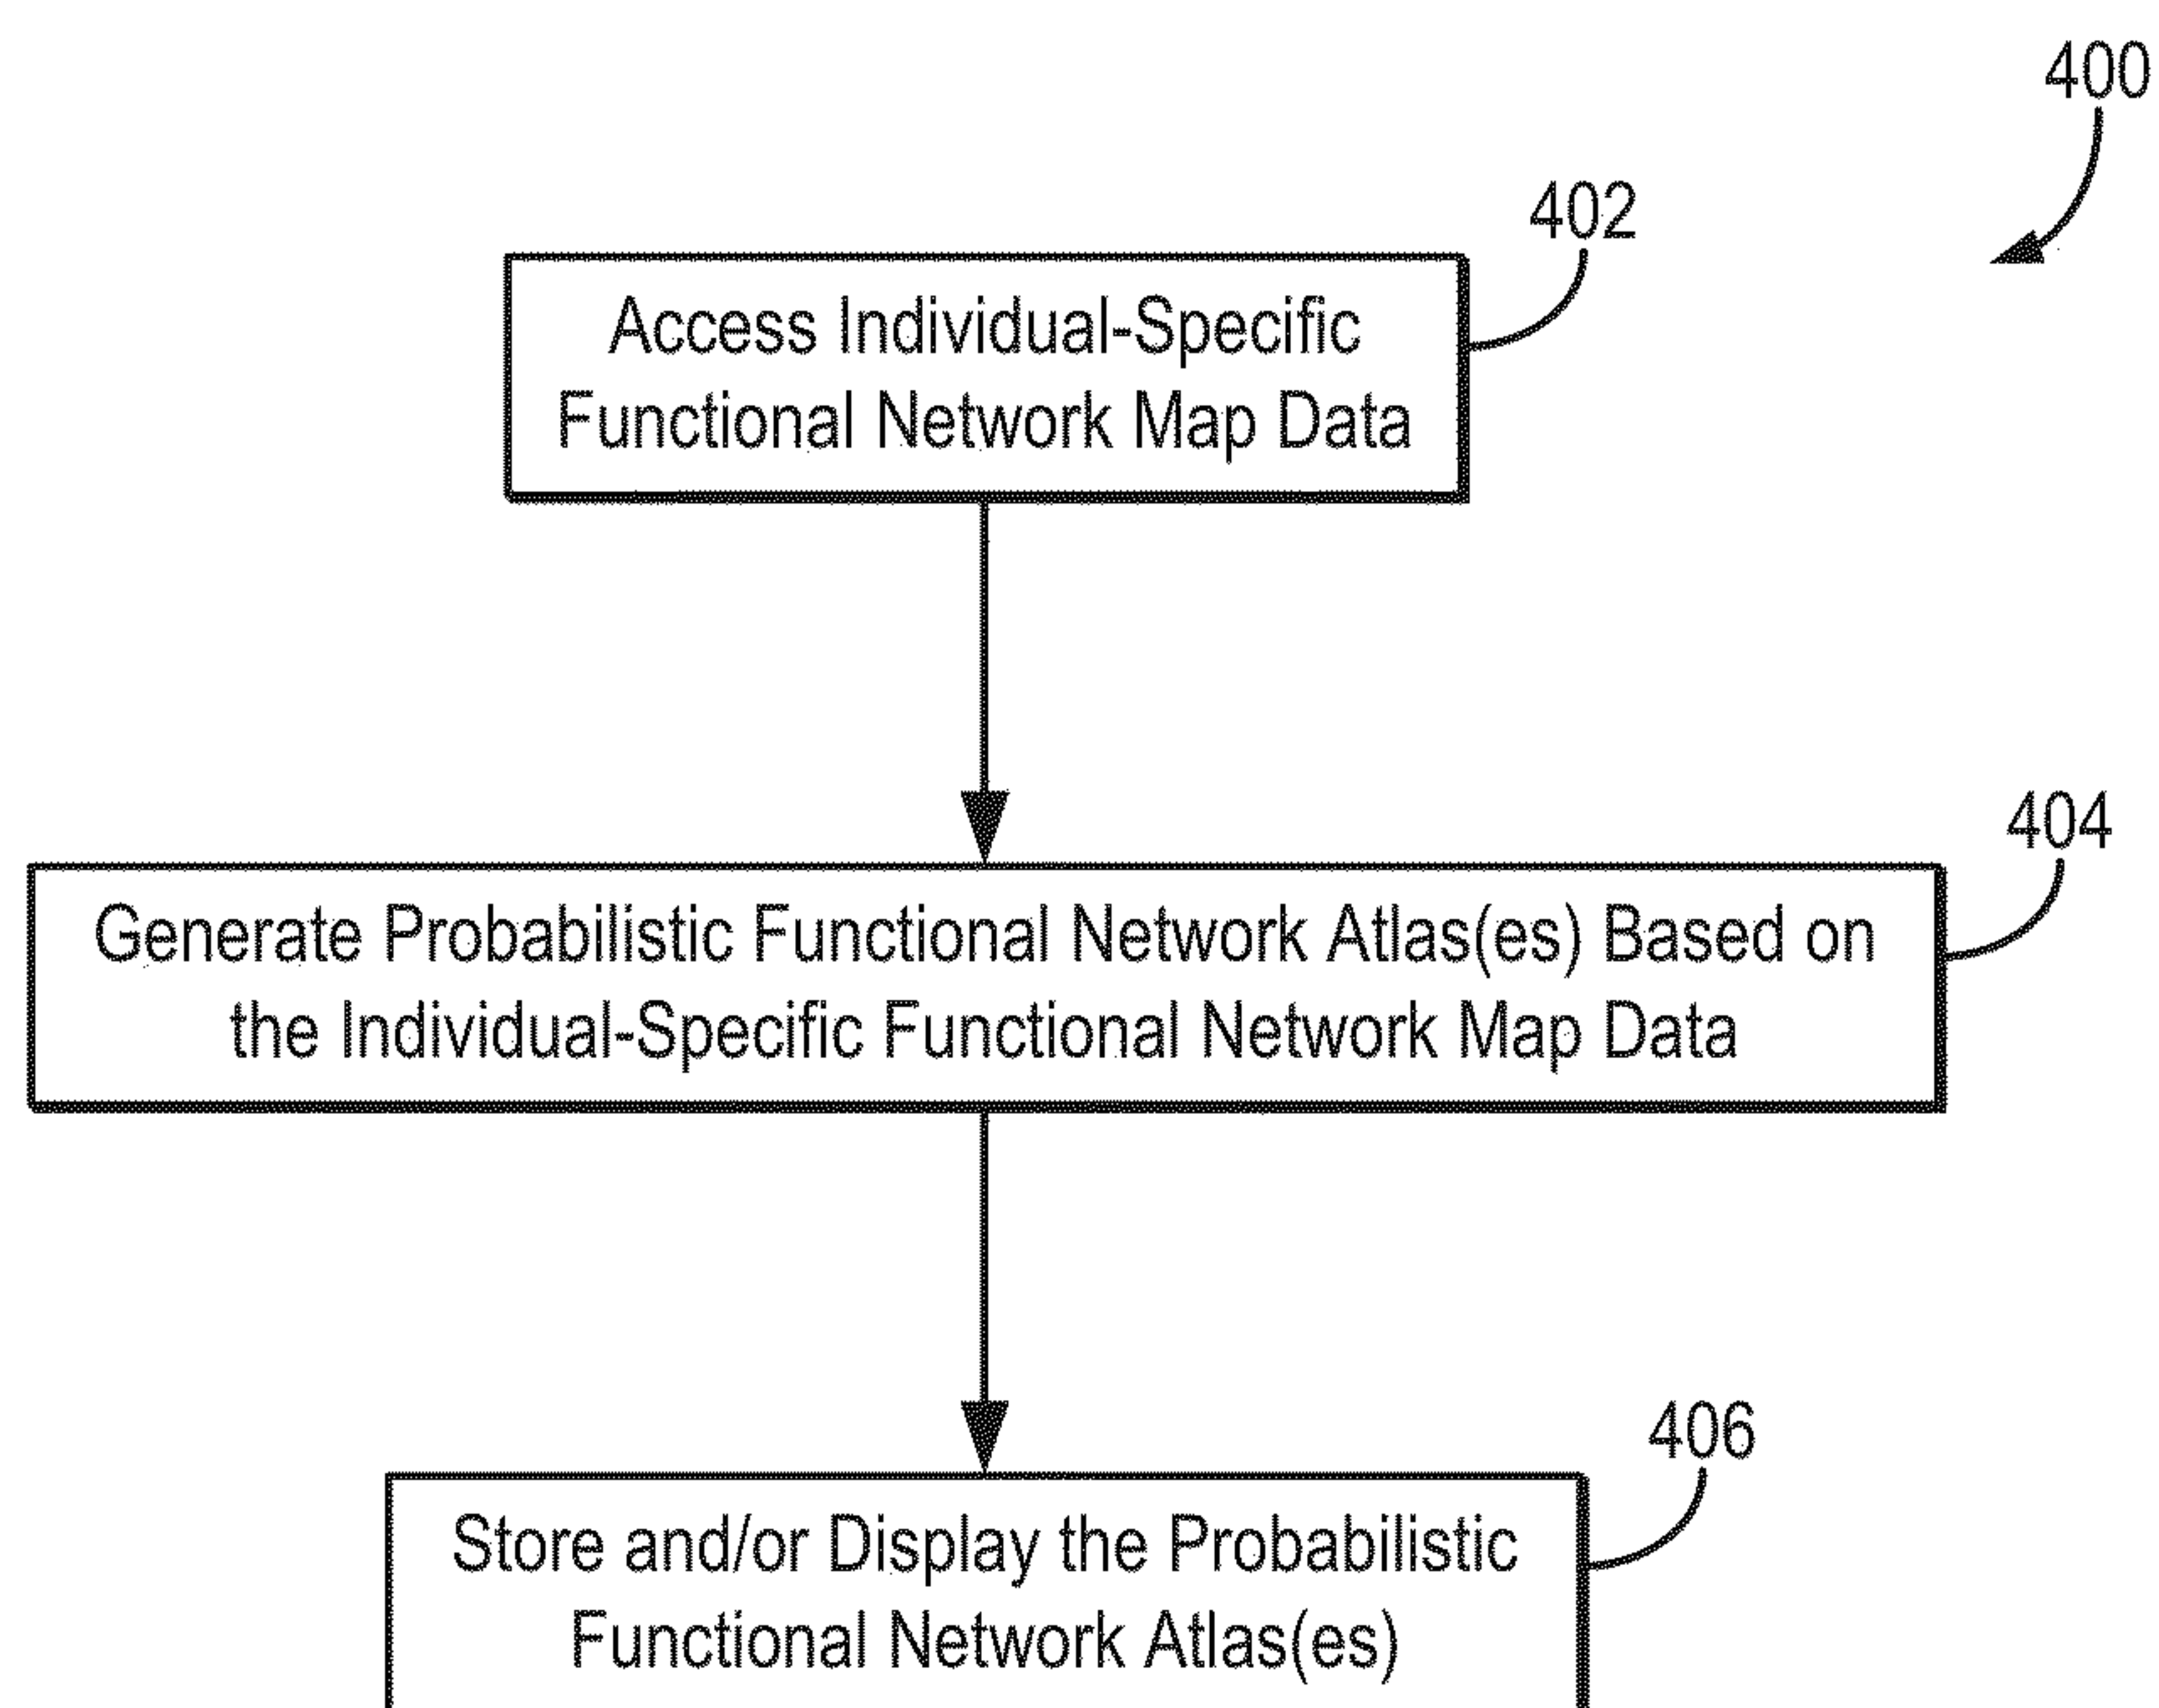 400
402
Access Individual-Specific
Functional Network Map Data
404
Generate Probabilistic Functional Network Atlas(es) Based on
the Individual-Specific Functional Network Map Data
406
Store and/or Display the Probabilistic
Functional Network Atlas(es)